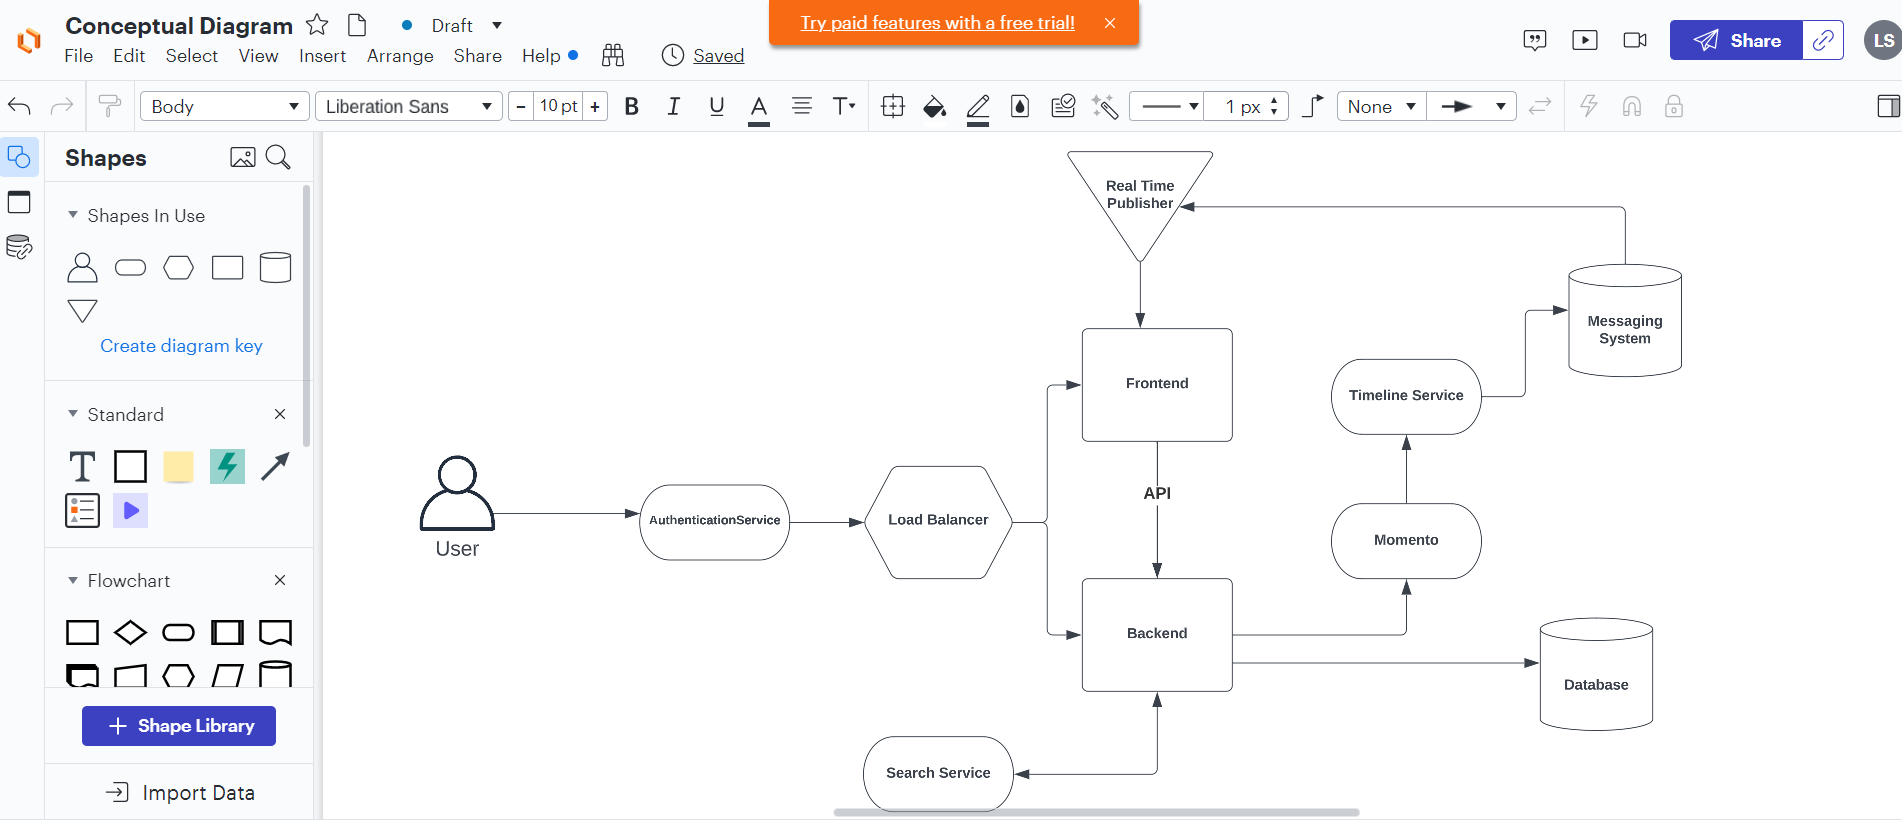 Conceptual Diagram
Draft
Try paid features with a free trial!
File Edit Select View Insert Arrange Share Help
Saved
Share
LS
Body
Liberation Sans
- 10 pt +
B I U A T
1 px
None
Shapes
Shapes In Use
Create diagram key
Standard
T
Flowchart
+ Shape Library
Import Data
Real Time
Publisher
Messaging
System
Frontend
Timeline Service
API
AuthenticationService
Load Balancer
User
Momento
Backend
Database
Search Service